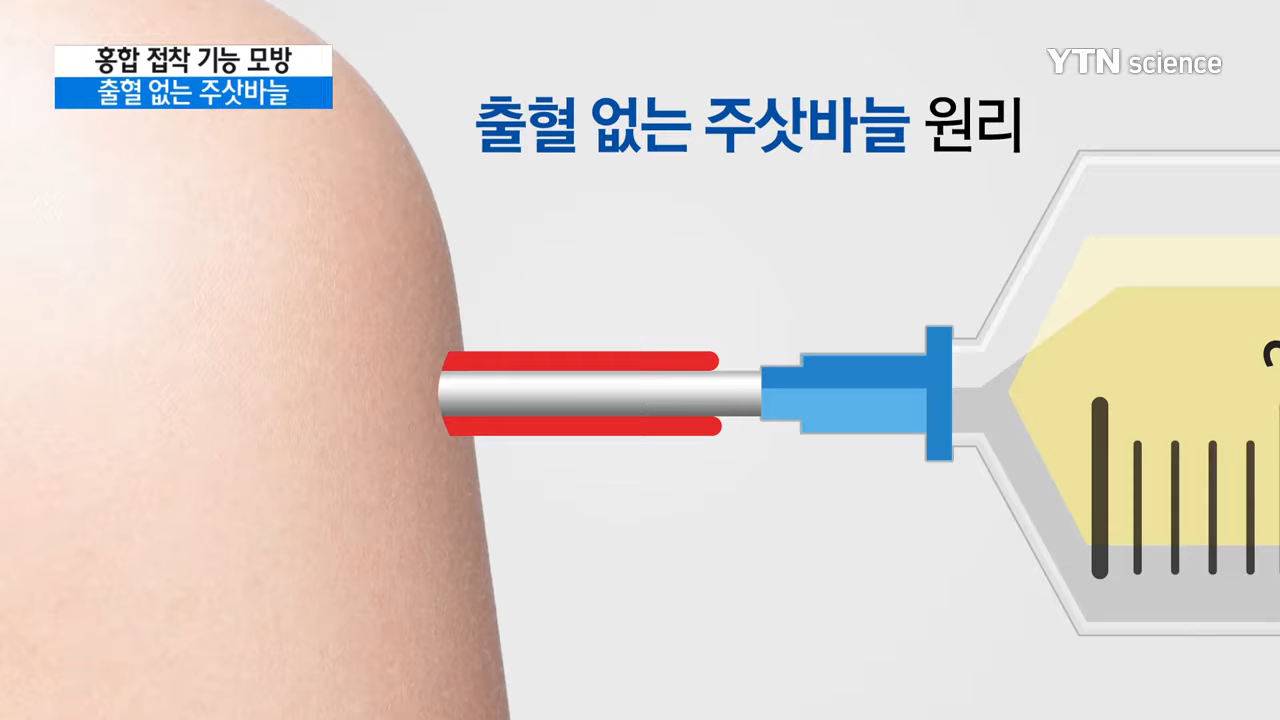 홍합 접착 기능 모방
출혈 없는 주삿바늘
YTN science
출혈 없는 주삿바늘 원리